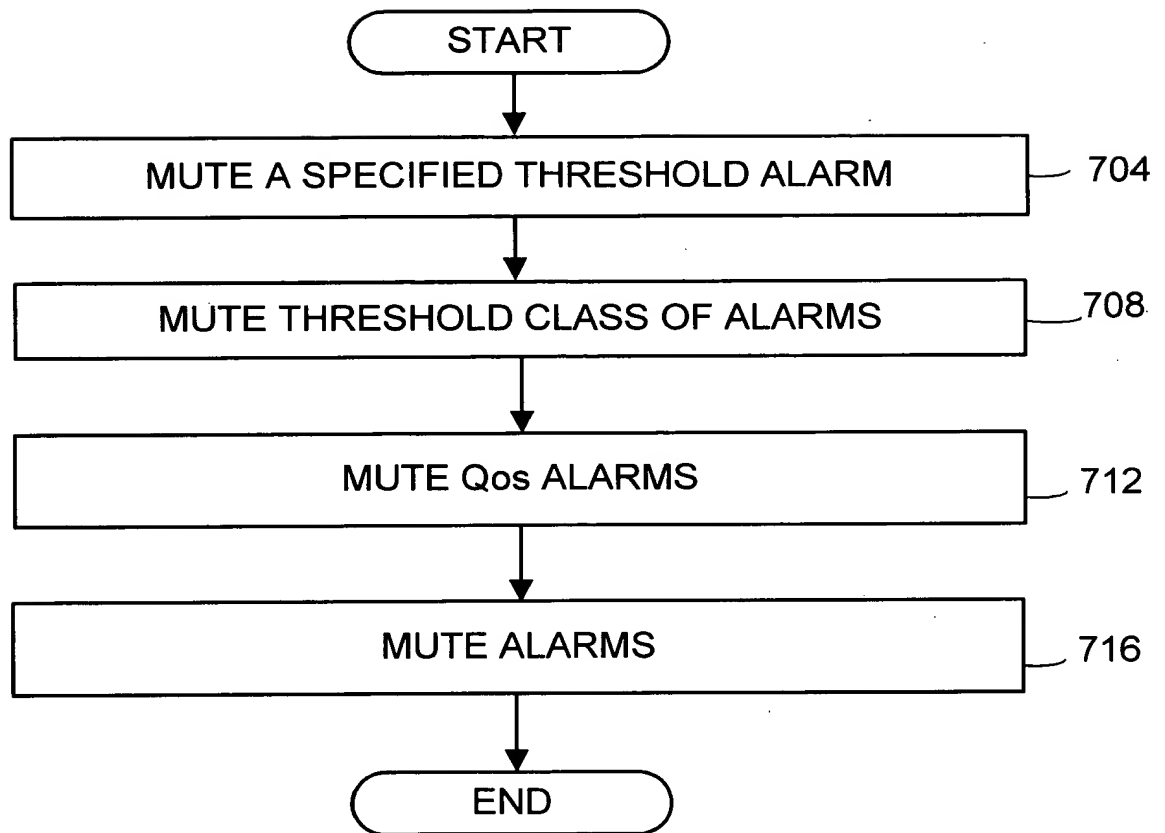 START
MUTE A SPECIFIED THRESHOLD ALARM
704
MUTE THRESHOLD CLASS OF ALARMS
708
MUTE Qos ALARMS
712
MUTE ALARMS
716
END